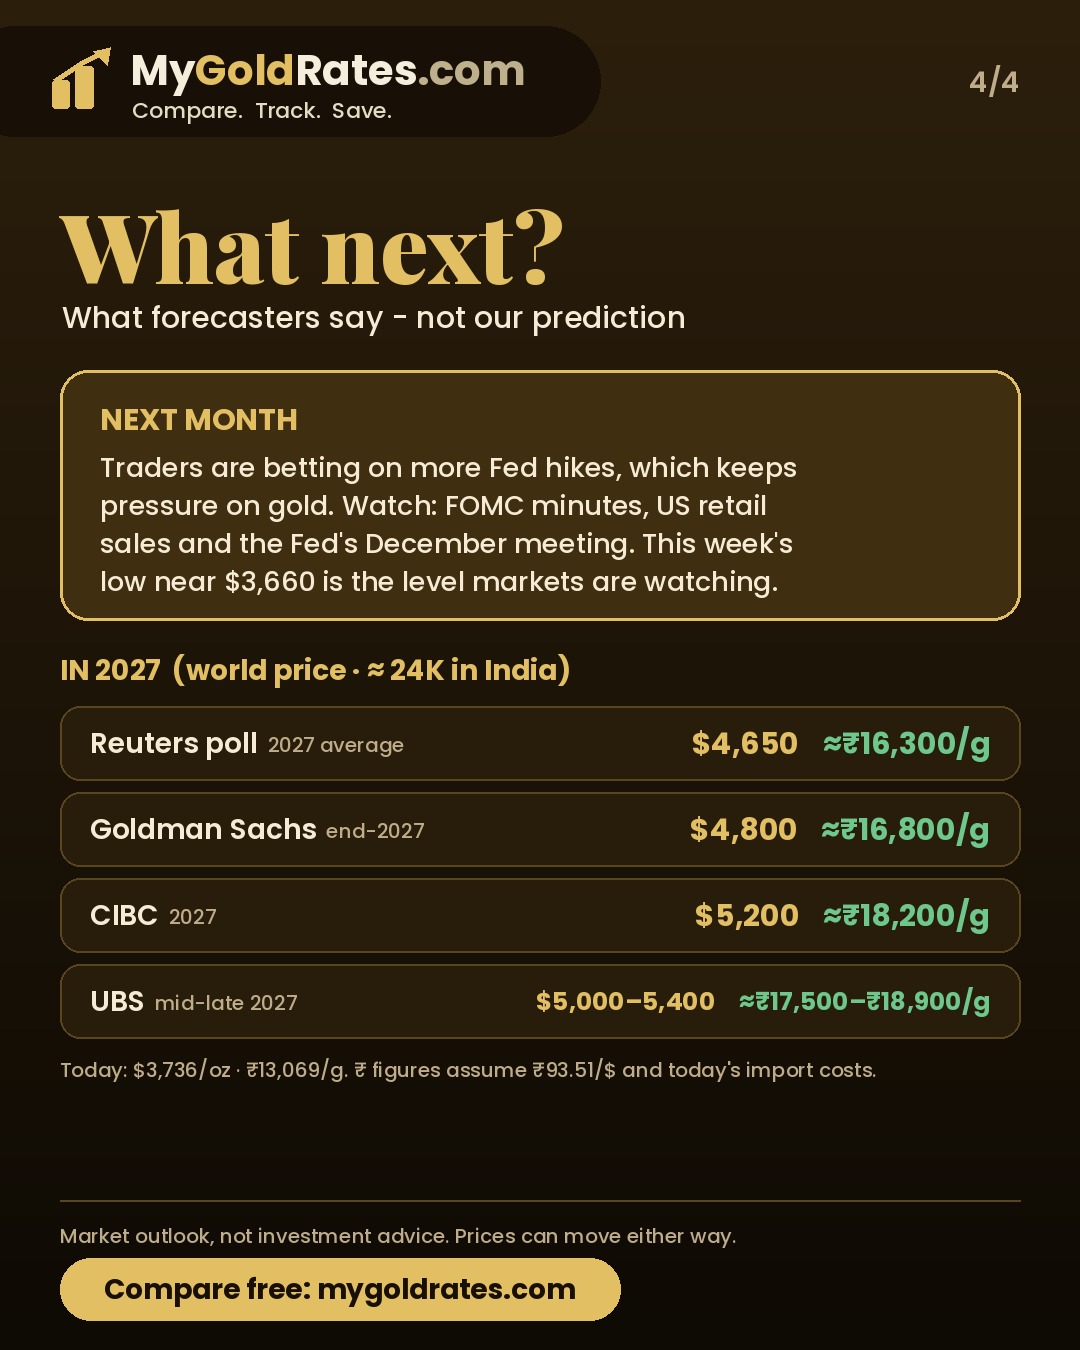 MyGoldRates.com
Compare. Track. Save.
4/4
What next?
What forecasters say - not our prediction
NEXT MONTH
Traders are betting on more Fed hikes, which keeps
pressure on gold. Watch: FOMC minutes, US retail
sales and the Fed's December meeting. This week's
low near $3,660 is the level markets are watching.
IN 2027 (world price · ≈ 24K in India)
Reuters poll 2027 average $4,650 ≈₹16,300/g
Goldman Sachs end-2027 $4,800 ≈₹16,800/g
CIBC 2027 $5,200 ≈₹18,200/g
UBS mid-late 2027 $5,000–5,400 ≈₹17,500–₹18,900/g
Today: $3,736/oz · ₹13,069/g. ₹ figures assume ₹93.51/$ and today's import costs.
Market outlook, not investment advice. Prices can move either way.
Compare free: mygoldrates.com